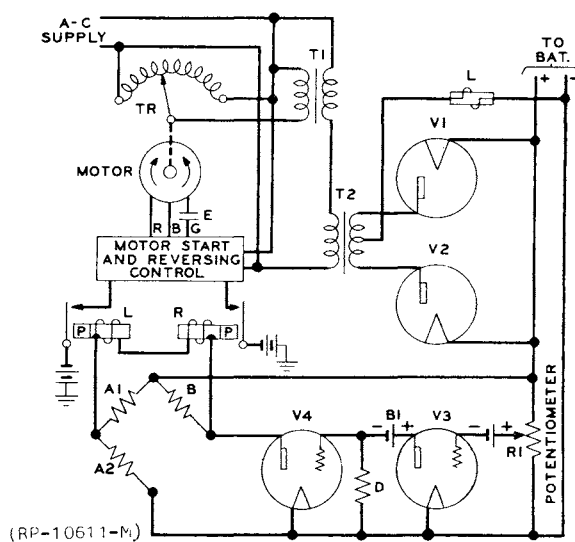 A-C
SUPPLY
T1
TO
BAT.
+ -
L
TR
V1
MOTOR
E
R B G
T2
MOTOR START
AND REVERSING
CONTROL
V2
L R
P P
A1 B
V4 - B1 + V3 - +
R1
POTENTIOMETER
A2
D
(RP-10611-M)